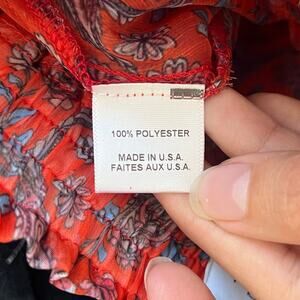 100% POLYESTER
MADE IN U.S.A.
FAITES AUX U.S.A.